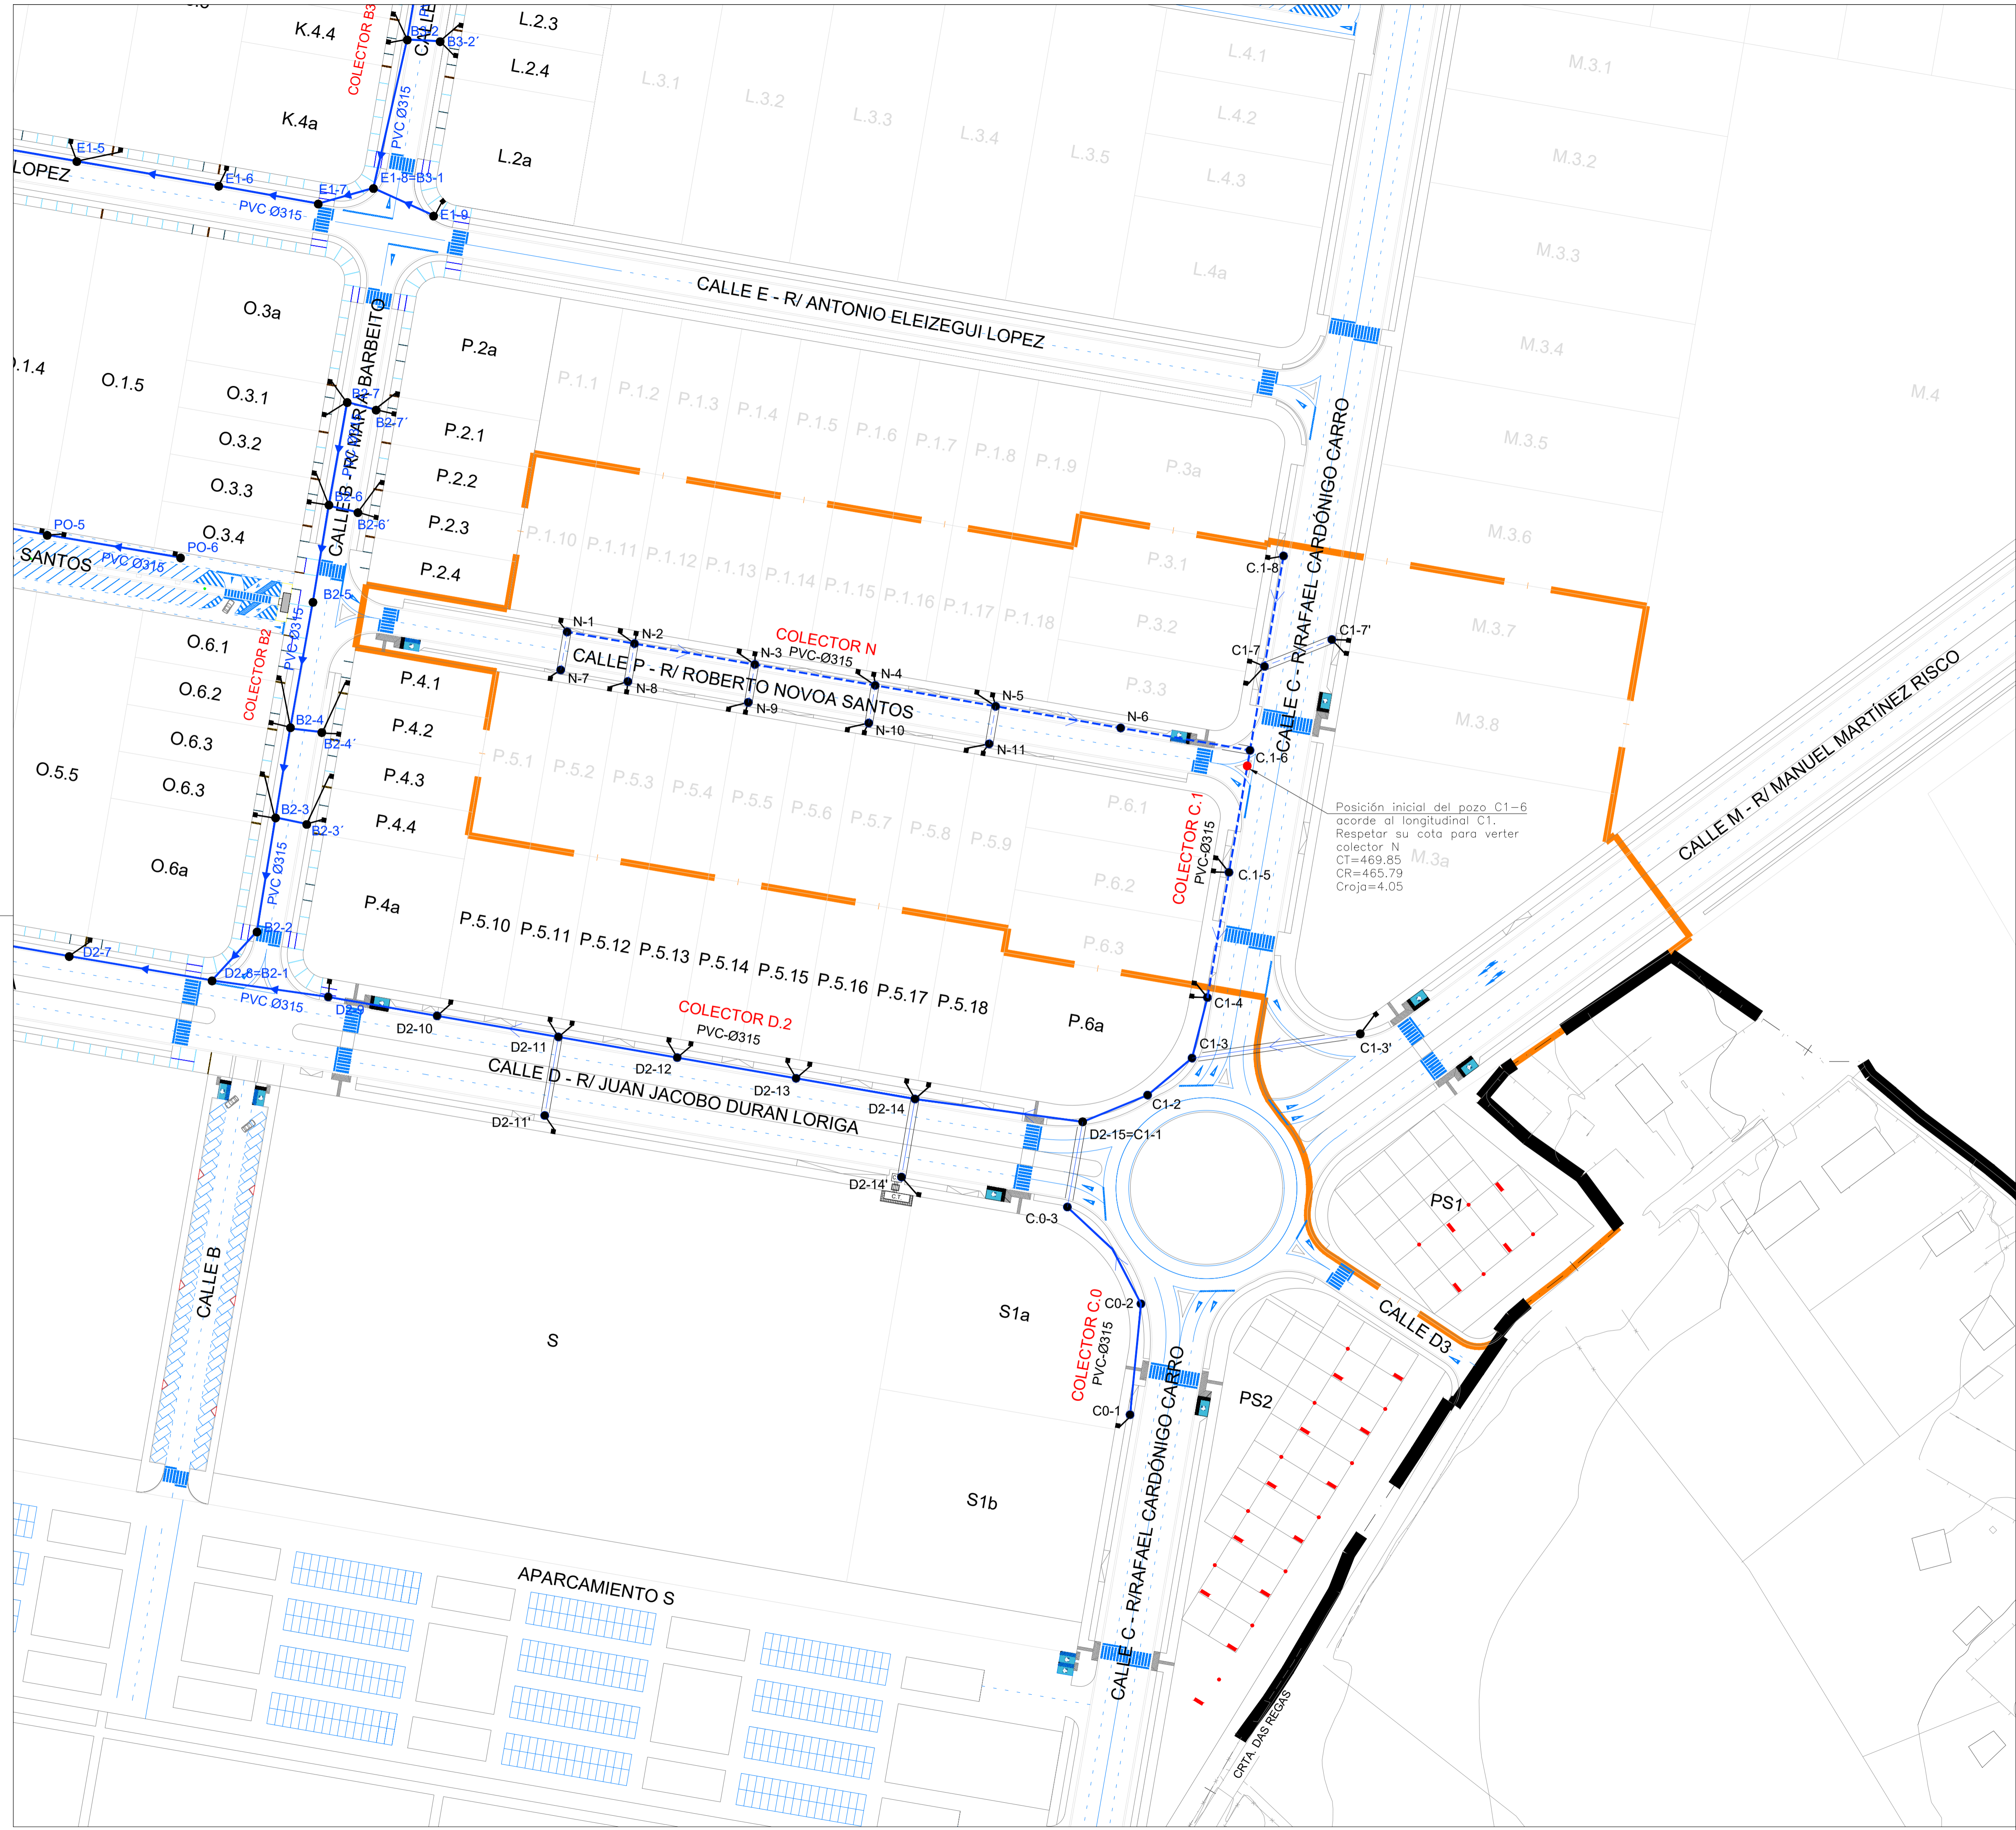 K.4.4
COLECTOR B3
CALLE
B3-2
B3-2´
L.2.3
L.2.4
K.4a
PVC Ø315
L.2a
L.3.1
L.3.2
L.3.3
L.3.4
L.3.5
L.4.1
L.4.2
L.4.3
L.4a
M.3.1
M.3.2
M.3.3
M.3.4
M.3.5
M.3.6
M.3.7
M.3.8
M.3a
M.4
E1-5
LOPEZ
E1-6
E1-7
PVC Ø315
E1-8=B3-1
E1-9
CALLE E - R/ ANTONIO ELEIZEGUI LOPEZ
O.3a
O.1.5
O.3.1
O.3.2
O.3.3
O.3.4
CALLE B - R/ MARIA BARBEITO
B2-7
B2-7´
B2-6
B2-6´
P.2a
P.2.1
P.2.2
P.2.3
P.2.4
P.1.1
P.1.2
P.1.3
P.1.4
P.1.5
P.1.6
P.1.7
P.1.8
P.1.9
P.3a
P.1.10
P.1.11
P.1.12
P.1.13
P.1.14
P.1.15
P.1.16
P.1.17
P.1.18
P.3.1
P.3.2
P.3.3
PO-5
PO-6
PVC Ø315
SANTOS
B2-5
PVC Ø315
COLECTOR B2
O.6.1
O.6.2
O.6.3
O.6.3
O.5.5
O.6a
B2-4
B2-4´
B2-3
B2-3´
PVC Ø315
B2-2
P.4.1
P.4.2
P.4.3
P.4.4
P.4a
N-1
N-2
N-3
N-4
N-5
N-6
COLECTOR N
PVC-Ø315
CALLE P - R/ ROBERTO NOVOA SANTOS
N-7
N-8
N-9
N-10
N-11
P.5.1
P.5.2
P.5.3
P.5.4
P.5.5
P.5.6
P.5.7
P.5.8
P.5.9
P.6.1
P.6.2
P.6.3
C.1-8
C1-7
C1-7'
C.1-6
CALLE C - R/RAFAEL CARDÓNIGO CARRO
COLECTOR C.1
PVC-Ø315
C.1-5
Posición inicial del pozo C1-6
acorde al longitudinal C1.
Respetar su cota para verter
colector N
CT=469.85
CR=465.79
Croja=4.05
CALLE M - R/ MANUEL MARTÍNEZ RISCO
P.5.10
P.5.11
P.5.12
P.5.13
P.5.14
P.5.15
P.5.16
P.5.17
P.5.18
P.6a
C1-4
C1-3
C1-3'
C1-2
D2-7
D2-8=B2-1
PVC Ø315
D2-9
D2-10
D2-11
D2-12
D2-13
D2-14
D2-15=C1-1
COLECTOR D.2
PVC-Ø315
CALLE D - R/ JUAN JACOBO DURAN LORIGA
D2-11'
D2-14'
C.T.
C.0-3
C0-2
C0-1
COLECTOR C.0
PVC-Ø315
CALLE B
S
S1a
S1b
PS1
PS2
CALLE D3
CALLE C - R/RAFAEL CARDÓNIGO CARRO
APARCAMIENTO S
CRTA. DAS REGAS